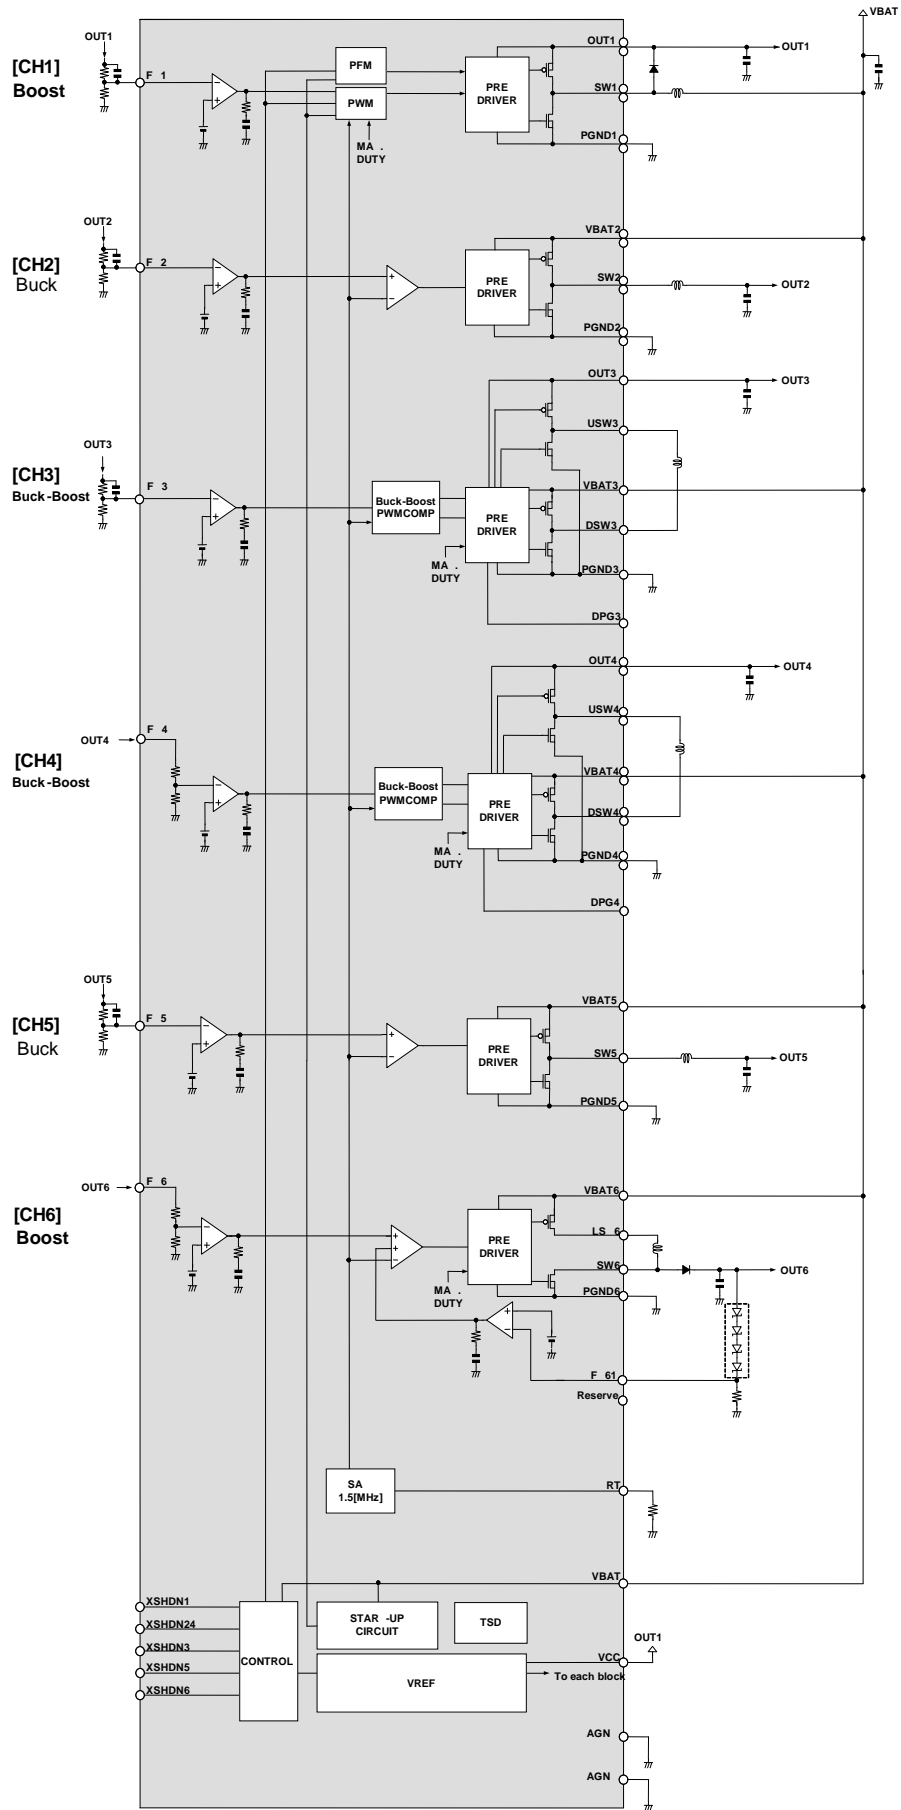 VBAT
OUT1
[CH1]
Boost
F 1
PFM
PWM
MA .
DUTY
PRE
DRIVER
OUT1
SW1
PGND1
OUT1
OUT2
[CH2]
Buck
F 2
PRE
DRIVER
VBAT2
SW2
PGND2
OUT2
OUT3
[CH3]
Buck-Boost
F 3
Buck-Boost
PWMCOMP
MA .
DUTY
PRE
DRIVER
OUT3
USW3
VBAT3
DSW3
PGND3
DPG3
OUT3
OUT4
[CH4]
Buck-Boost
F 4
Buck-Boost
PWMCOMP
MA .
DUTY
PRE
DRIVER
OUT4
USW4
VBAT4
DSW4
PGND4
DPG4
OUT4
OUT5
[CH5]
Buck
F 5
PRE
DRIVER
VBAT5
SW5
PGND5
OUT5
OUT6
[CH6]
Boost
F 6
PRE
DRIVER
MA .
DUTY
VBAT6
LS 6
SW6
PGND6
OUT6
F 61
Reserve
SA
1.5[MHz]
RT
VBAT
XSHDN1
XSHDN24
XSHDN3
XSHDN5
XSHDN6
CONTROL
STAR -UP
CIRCUIT
TSD
VREF
VCC
OUT1
To each block
AGN
AGN